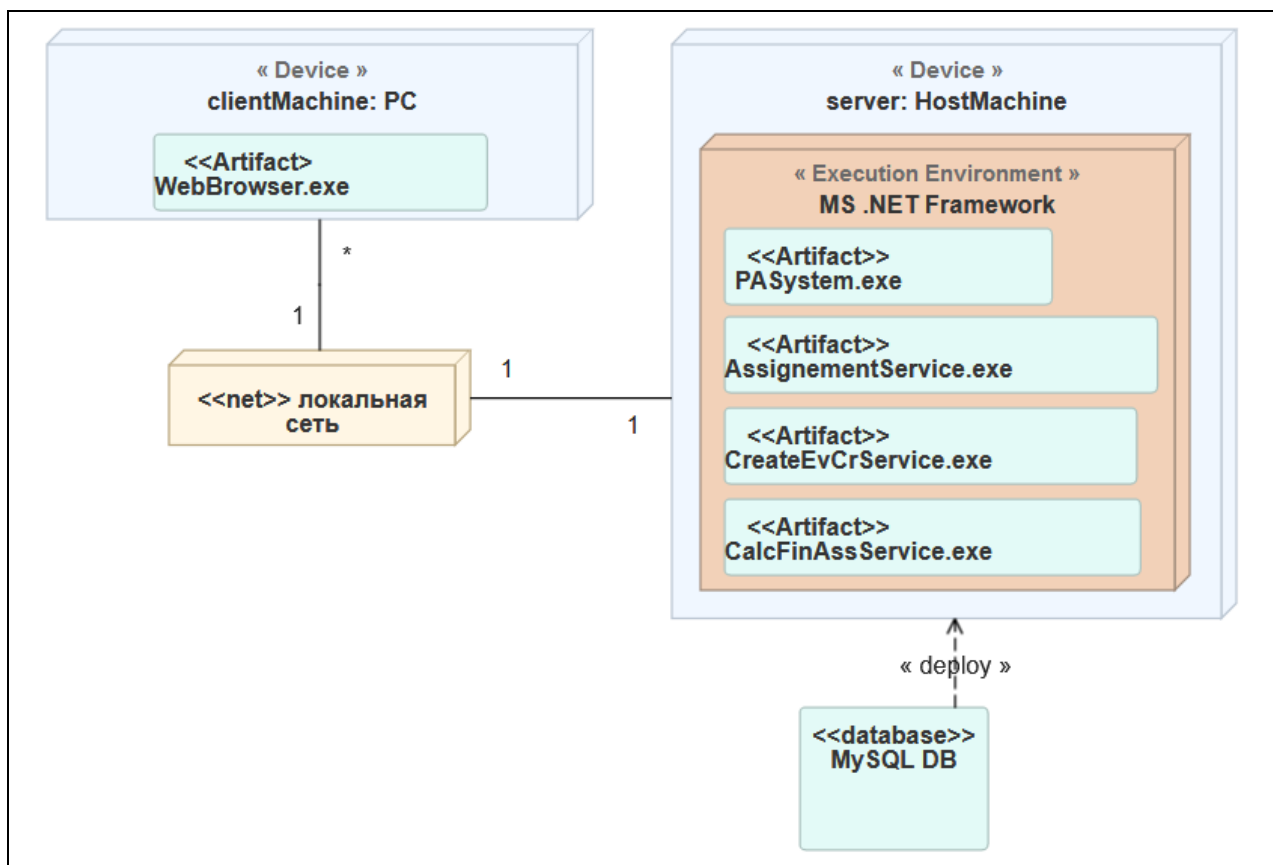 « Device »
clientMachine: PC
<<Artifact>
WebBrowser.exe
*
1
<<net>> локальная
сеть
1
1
« Device »
server: HostMachine
« Execution Environment »
MS .NET Framework
<<Artifact>>
PASystem.exe
<<Artifact>>
AssignementService.exe
<<Artifact>>
CreateEvCrService.exe
<<Artifact>>
CalcFinAssService.exe
« deploy »
<<database>>
MySQL DB